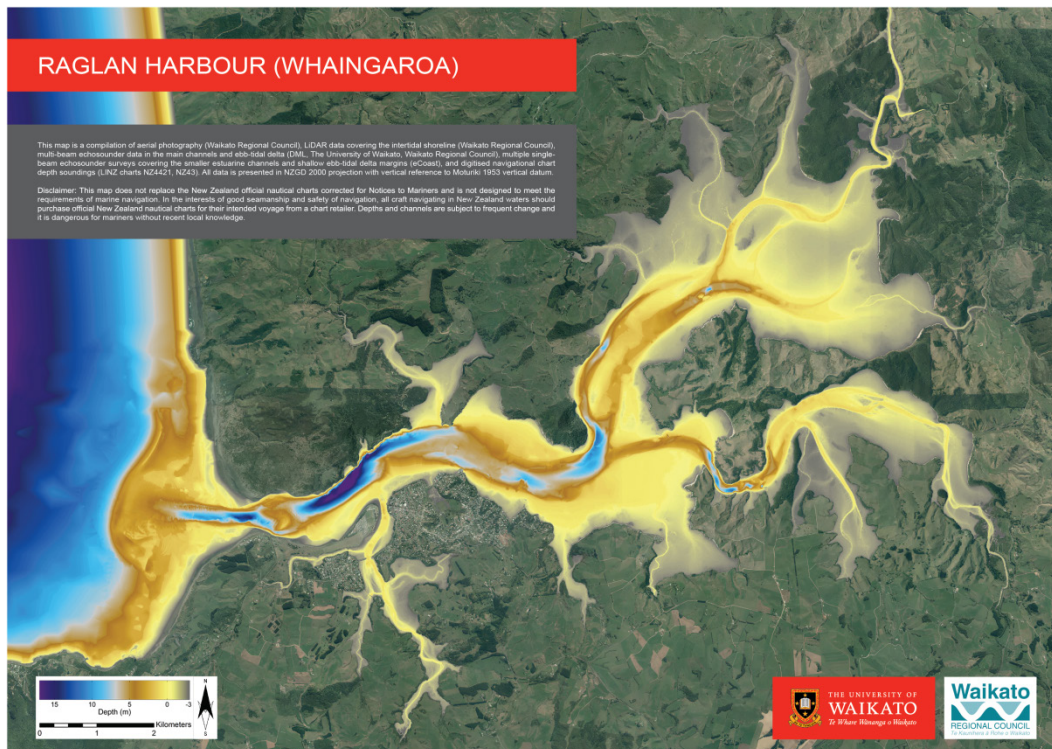 RAGLAN HARBOUR (WHAINGAROA)
This map is a compilation of aerial photography (Waikato Regional Council), LiDAR data covering the intertidal shoreline (Waikato Regional Council),
multi-beam echosounder data in the main channels and ebb-tidal delta (DML, The University of Waikato, Waikato Regional Council), multiple single-
beam echosounder surveys covering the smaller estuarine channels and shallow ebb-tidal delta margins (eCoast), and digitised navigational chart
depth soundings (LINZ charts NZ4421, NZ43). All data is presented in NZGD 2000 projection with vertical reference to Moturiki 1953 vertical datum.
Disclaimer: This map does not replace the New Zealand official nautical charts corrected for Notices to Mariners and is not designed to meet the
requirements of marine navigation. In the interests of good seamanship and safety of navigation, all craft navigating in New Zealand waters should
purchase official New Zealand nautical charts for their intended voyage from a chart retailer. Depths and channels are subject to frequent change and
it is dangerous for mariners without recent local knowledge.
15 10 5 0 -3
Depth (m)
Kilometers
0 1 2
N
S
THE UNIVERSITY OF
WAIKATO
Te Whare Wānanga o Waikato
Waikato
REGIONAL COUNCIL
Te Kaunihera ā Rohe o Waikato